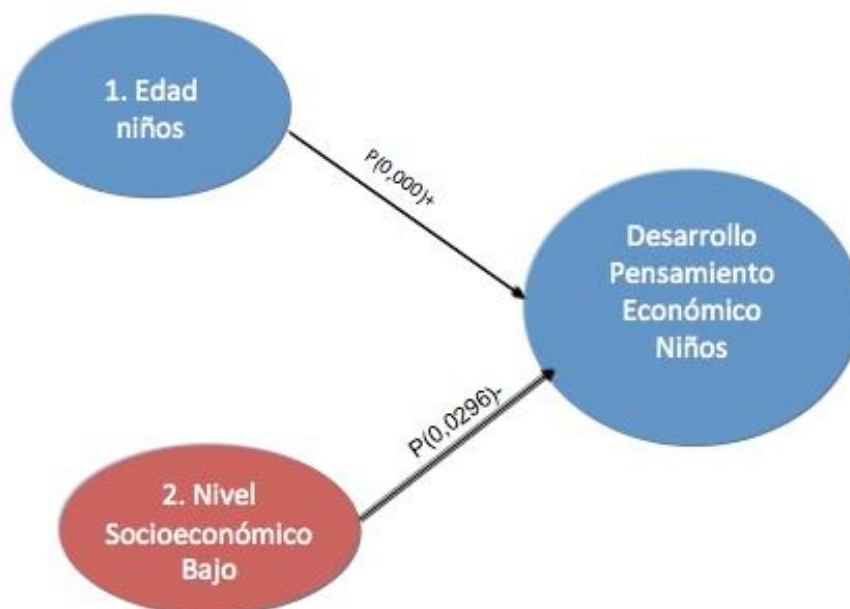 1. Edad
niños
P(0,000)+
Desarrollo
Pensamiento
Económico
Niños
P(0,0296)-
2. Nivel
Socioeconómico
Bajo